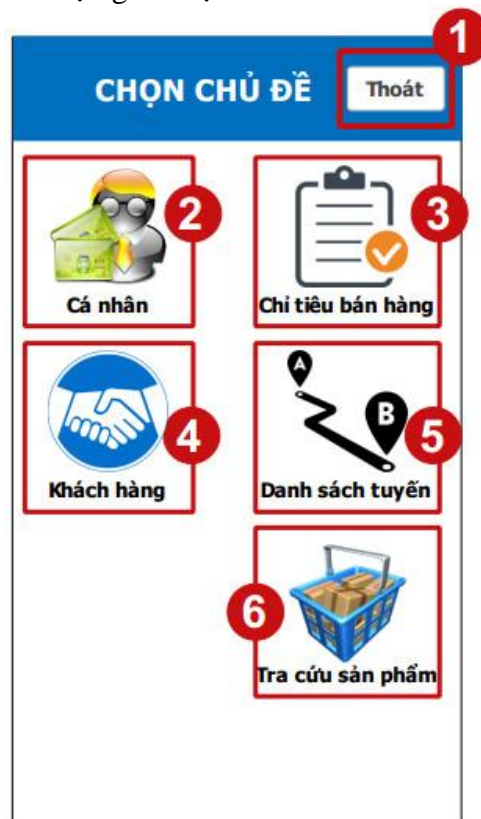 1
CHỌN CHỦ ĐỀ Thoát
2
3
Cá nhân
Chỉ tiêu bán hàng
A
B
4
5
Khách hàng
Danh sách tuyến
6
Tra cứu sản phẩm